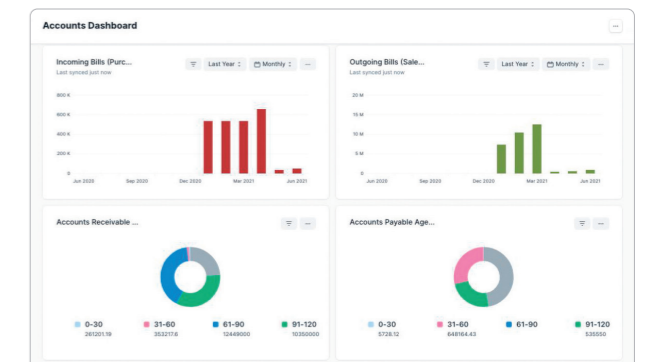 Accounts Dashboard
Incoming Bills (Purc...
Last Year
Monthly
Last synced just now
800 K
600 K
400 K
200 K
0
Jun 2020 Sep 2020 Dec 2020 Mar 2021 Jun 2021
Outgoing Bills (Sale...
Last Year
Monthly
Last synced just now
20 M
15 M
10 M
5 M
0
Jun 2020 Sep 2020 Dec 2020 Mar 2021 Jun 2021
Accounts Receivable ...
0-30 31-60 61-90 91-120
261201.19 353217.6 12449000 10350000
Accounts Payable Age...
0-30 31-60 61-90 91-120
5728.12 648164.43 535550